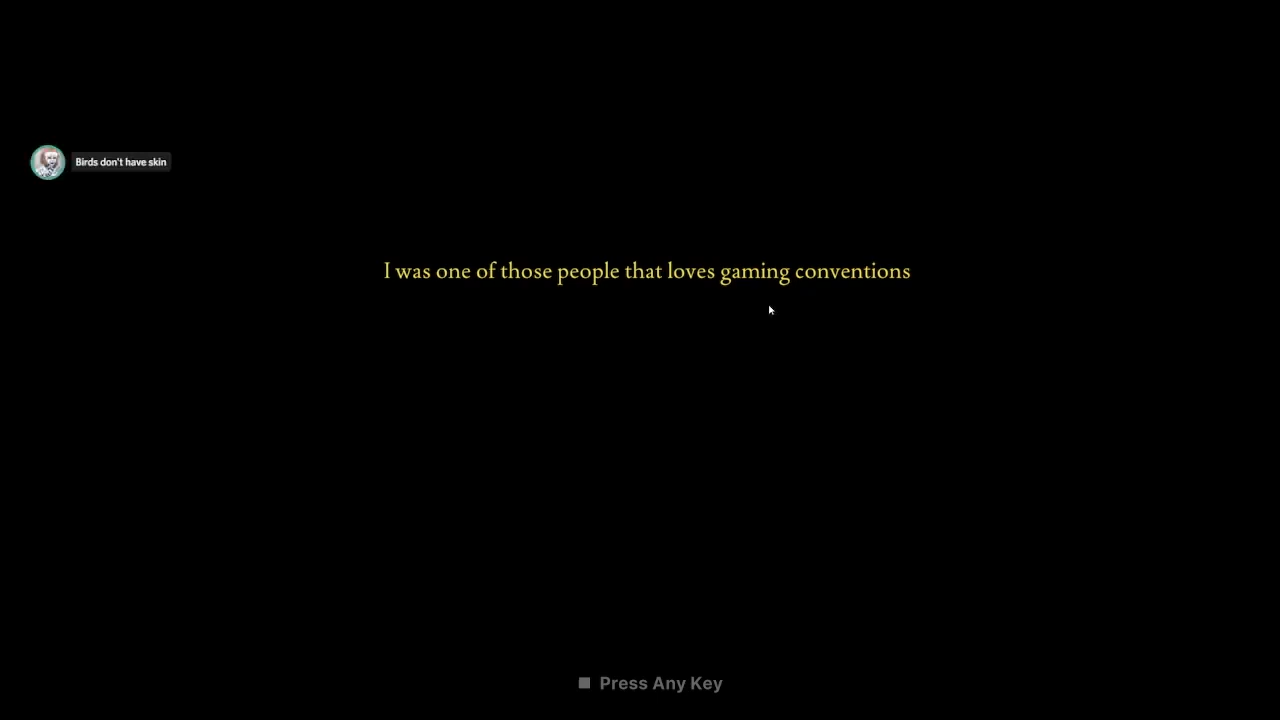 Birds don't have skin
I was one of those people that loves gaming conventions
Press Any Key